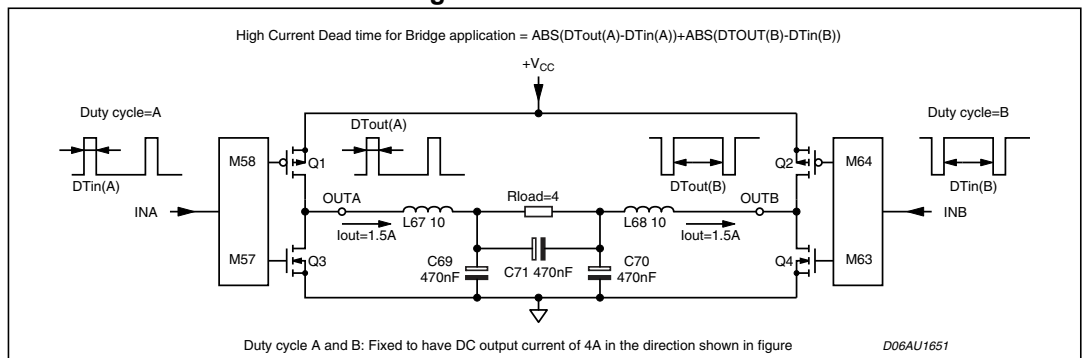 High Current Dead time for Bridge application = ABS(DTout(A)-DTin(A))+ABS(DTOUT(B)-DTin(B))
+VCC
Duty cycle=A
Duty cycle=B
DTout(A)
M58
Q1
Q2
M64
DTin(A)
DTout(B)
DTin(B)
INA
OUTA
Rload=4
OUTB
INB
L67 10
L68 10
Iout=1.5A
Iout=1.5A
M57
Q3
C69
470nF
C71 470nF
C70
470nF
Q4
M63
Duty cycle A and B: Fixed to have DC output current of 4A in the direction shown in figure
D06AU1651